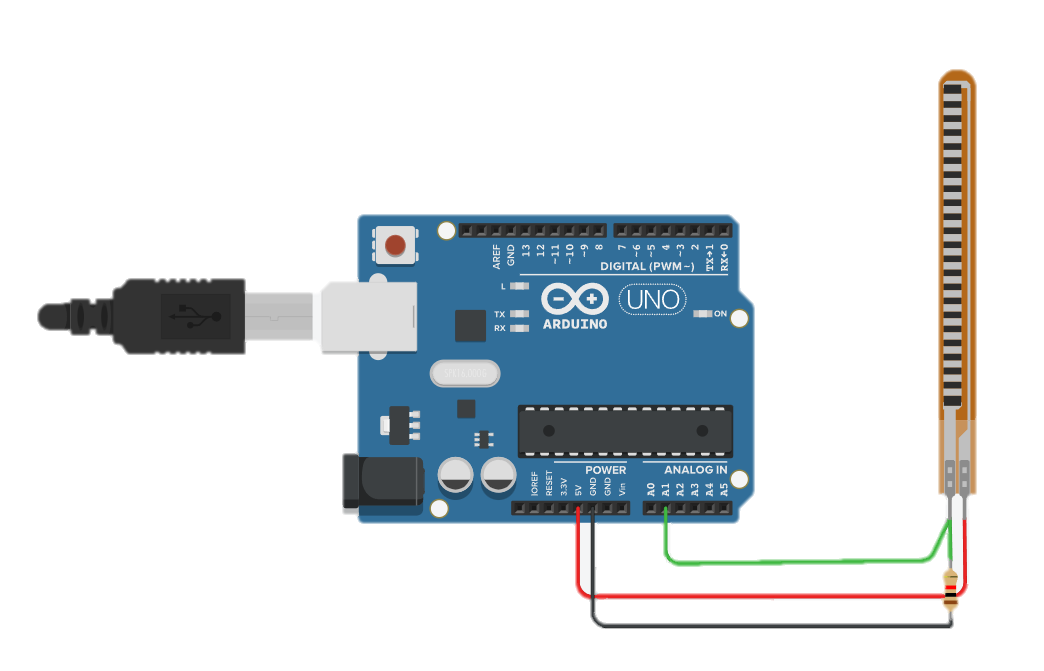 AREF
GND
13
12
~11
~10
~9
8
7
~6
~5
4
~3
2
TX→1
RX←0
DIGITAL (PWM~)
L
TX
RX
ARDUINO
UNO
ON
POWER
ANALOG IN
IOREF
RESET
3.3V
5V
GND
GND
Vin
A0
A1
A2
A3
A4
A5